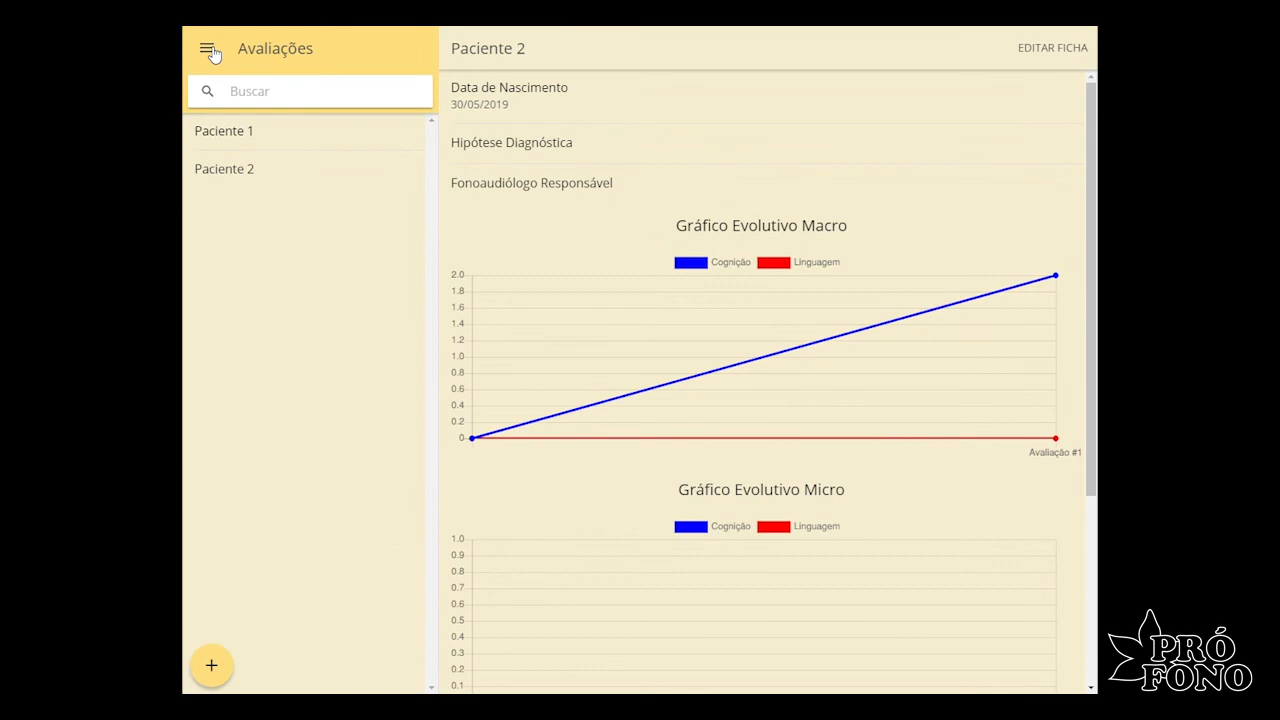 Avaliações
Buscar
Paciente 1
Paciente 2
+
Paciente 2
EDITAR FICHA
Data de Nascimento
30/05/2019
Hipótese Diagnóstica
Fonoaudiólogo Responsável
Gráfico Evolutivo Macro
Cognição Linguagem
2.0
1.8
1.6
1.4
1.2
1.0
0.8
0.6
0.4
0.2
0
Avaliação #1
Gráfico Evolutivo Micro
Cognição Linguagem
1.0
0.9
0.8
0.7
0.6
0.5
0.4
0.3
0.2
0.1
PRÓ
FONO